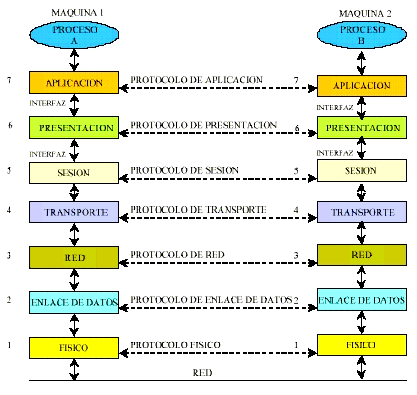 MAQUINA 1
MAQUINA 2
PROCESO
A
PROCESO
B
7 APLICACION PROTOCOLO DE APLICACION 7 APLICACION
INTERFAZ INTERFAZ
6 PRESENTACION PROTOCOLO DE PRESENTACION 6 PRESENTACION
INTERFAZ INTERFAZ
5 SESION PROTOCOLO DE SESION 5 SESION
4 TRANSPORTE PROTOCOLO DE TRANSPORTE 4 TRANSPORTE
3 RED PROTOCOLO DE RED 3 RED
2 ENLACE DE DATOS PROTOCOLO DE ENLACE DE DATOS 2 ENLACE DE DATOS
1 FISICO PROTOCOLO FISICO 1 FISICO
RED